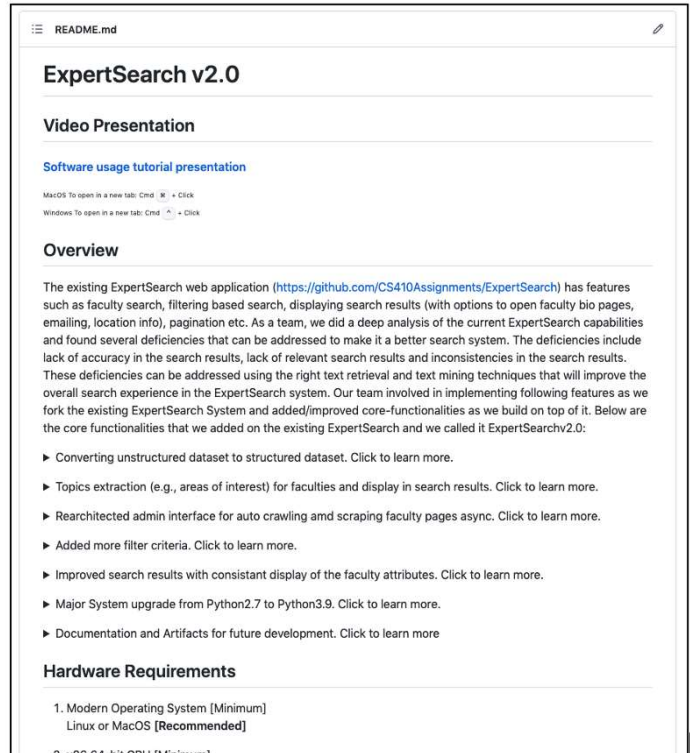 README.md
ExpertSearch v2.0
Video Presentation
Software usage tutorial presentation
MacOS To open in a new tab: Cmd ⌘ + Click
Windows To open in a new tab: Cmd ^ + Click
Overview
The existing ExpertSearch web application (https://github.com/CS410Assignments/ExpertSearch) has features
such as faculty search, filtering based search, displaying search results (with options to open faculty bio pages,
emailing, location info), pagination etc. As a team, we did a deep analysis of the current ExpertSearch capabilities
and found several deficiencies that can be addressed to make it a better search system. The deficiencies include
lack of accuracy in the search results, lack of relevant search results and inconsistencies in the search results.
These deficiencies can be addressed using the right text retrieval and text mining techniques that will improve the
overall search experience in the ExpertSearch system. Our team involved in implementing following features as we
fork the existing ExpertSearch System and added/improved core-functionalities as we build on top of it. Below are
the core functionalities that we added on the existing ExpertSearch and we called it ExpertSearchv2.0:
▶ Converting unstructured dataset to structured dataset. Click to learn more.
▶ Topics extraction (e.g., areas of interest) for faculties and display in search results. Click to learn more.
▶ Rearchitected admin interface for auto crawling amd scraping faculty pages async. Click to learn more.
▶ Added more filter criteria. Click to learn more.
▶ Improved search results with consistant display of the faculty attributes. Click to learn more.
▶ Major System upgrade from Python2.7 to Python3.9. Click to learn more.
▶ Documentation and Artifacts for future development. Click to learn more
Hardware Requirements
1. Modern Operating System [Minimum]
Linux or MacOS [Recommended]